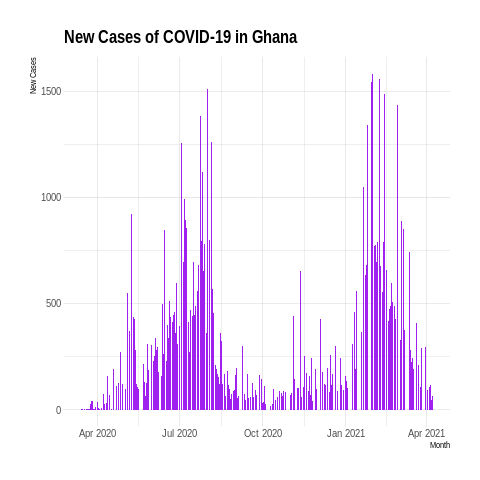 New Cases of COVID-19 in Ghana
New Cases
1500
1000
500
0
Apr 2020 Jul 2020 Oct 2020 Jan 2021 Apr 2021
Month